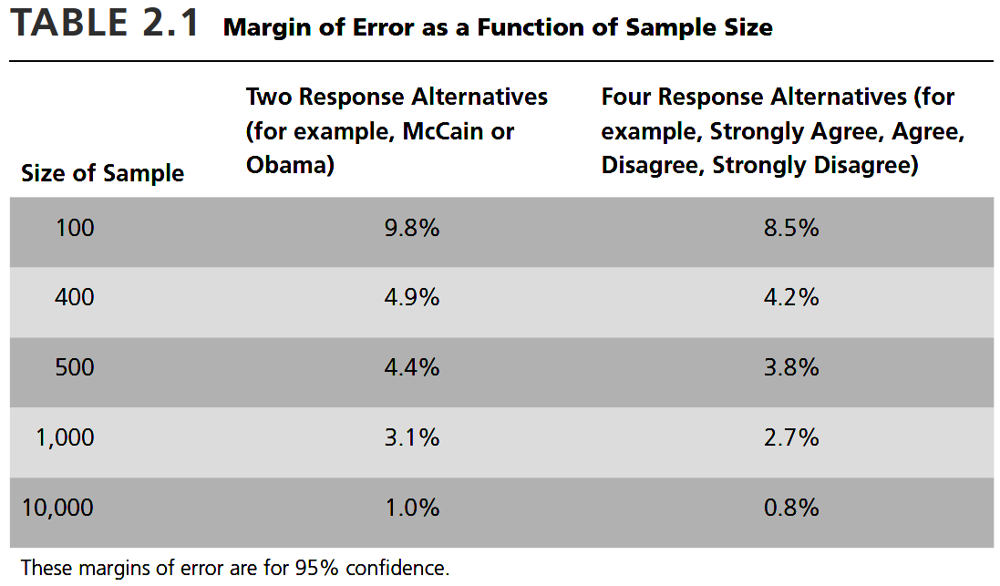 TABLE 2.1 Margin of Error as a Function of Sample Size
Size of Sample
Two Response Alternatives
(for example, McCain or
Obama)
Four Response Alternatives (for
example, Strongly Agree, Agree,
Disagree, Strongly Disagree)
100 9.8% 8.5%
400 4.9% 4.2%
500 4.4% 3.8%
1,000 3.1% 2.7%
10,000 1.0% 0.8%
These margins of error are for 95% confidence.